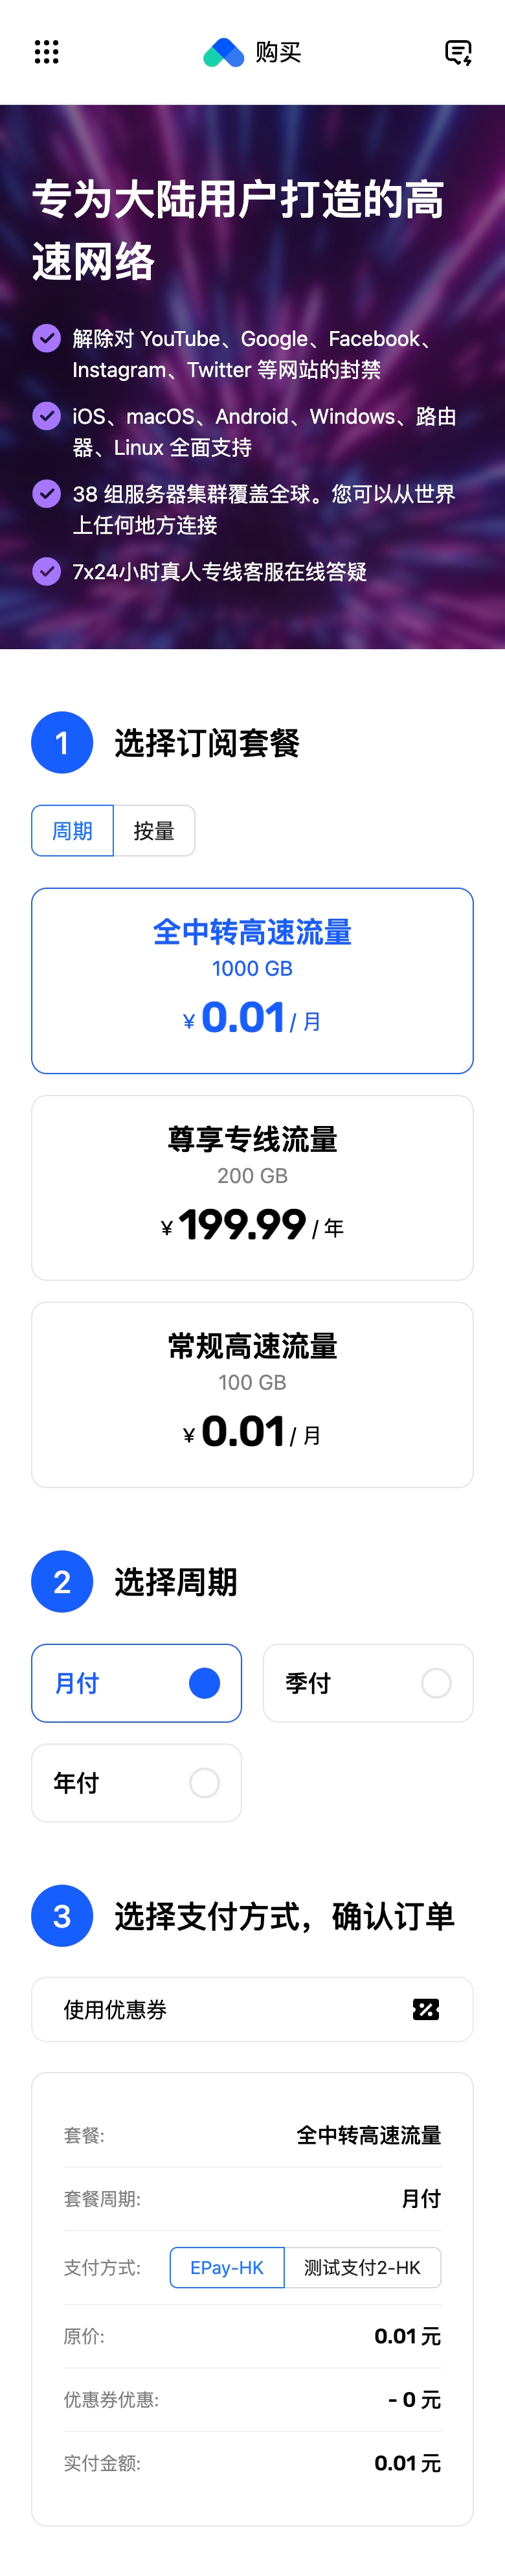 购买
专为大陆用户打造的高
速网络
解除对 YouTube、Google、Facebook、
Instagram、Twitter 等网站的封禁
iOS、macOS、Android、Windows、路由
器、Linux 全面支持
38 组服务器集群覆盖全球。您可以从世界
上任何地方连接
7x24小时真人专线客服在线答疑
1 选择订阅套餐
周期 按量
全中转高速流量
1000 GB
¥ 0.01 / 月
尊享专线流量
200 GB
¥ 199.99 / 年
常规高速流量
100 GB
¥ 0.01 / 月
2 选择周期
月付 季付
年付
3 选择支付方式，确认订单
使用优惠券
套餐: 全中转高速流量
套餐周期: 月付
支付方式: EPay-HK 测试支付2-HK
原价: 0.01 元
优惠券优惠: - 0 元
实付金额: 0.01 元